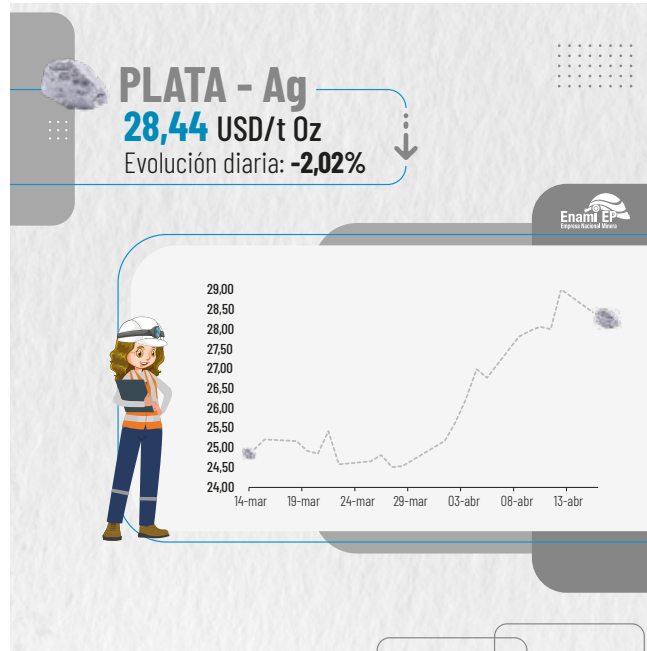 PLATA - Ag
28,44 USD/t Oz
Evolución diaria: -2,02%
Enami EP
Empresa Nacional Minera
29,00
28,50
28,00
27,50
27,00
26,50
26,00
25,50
25,00
24,50
24,00
14-mar 19-mar 24-mar 29-mar 03-abr 08-abr 13-abr